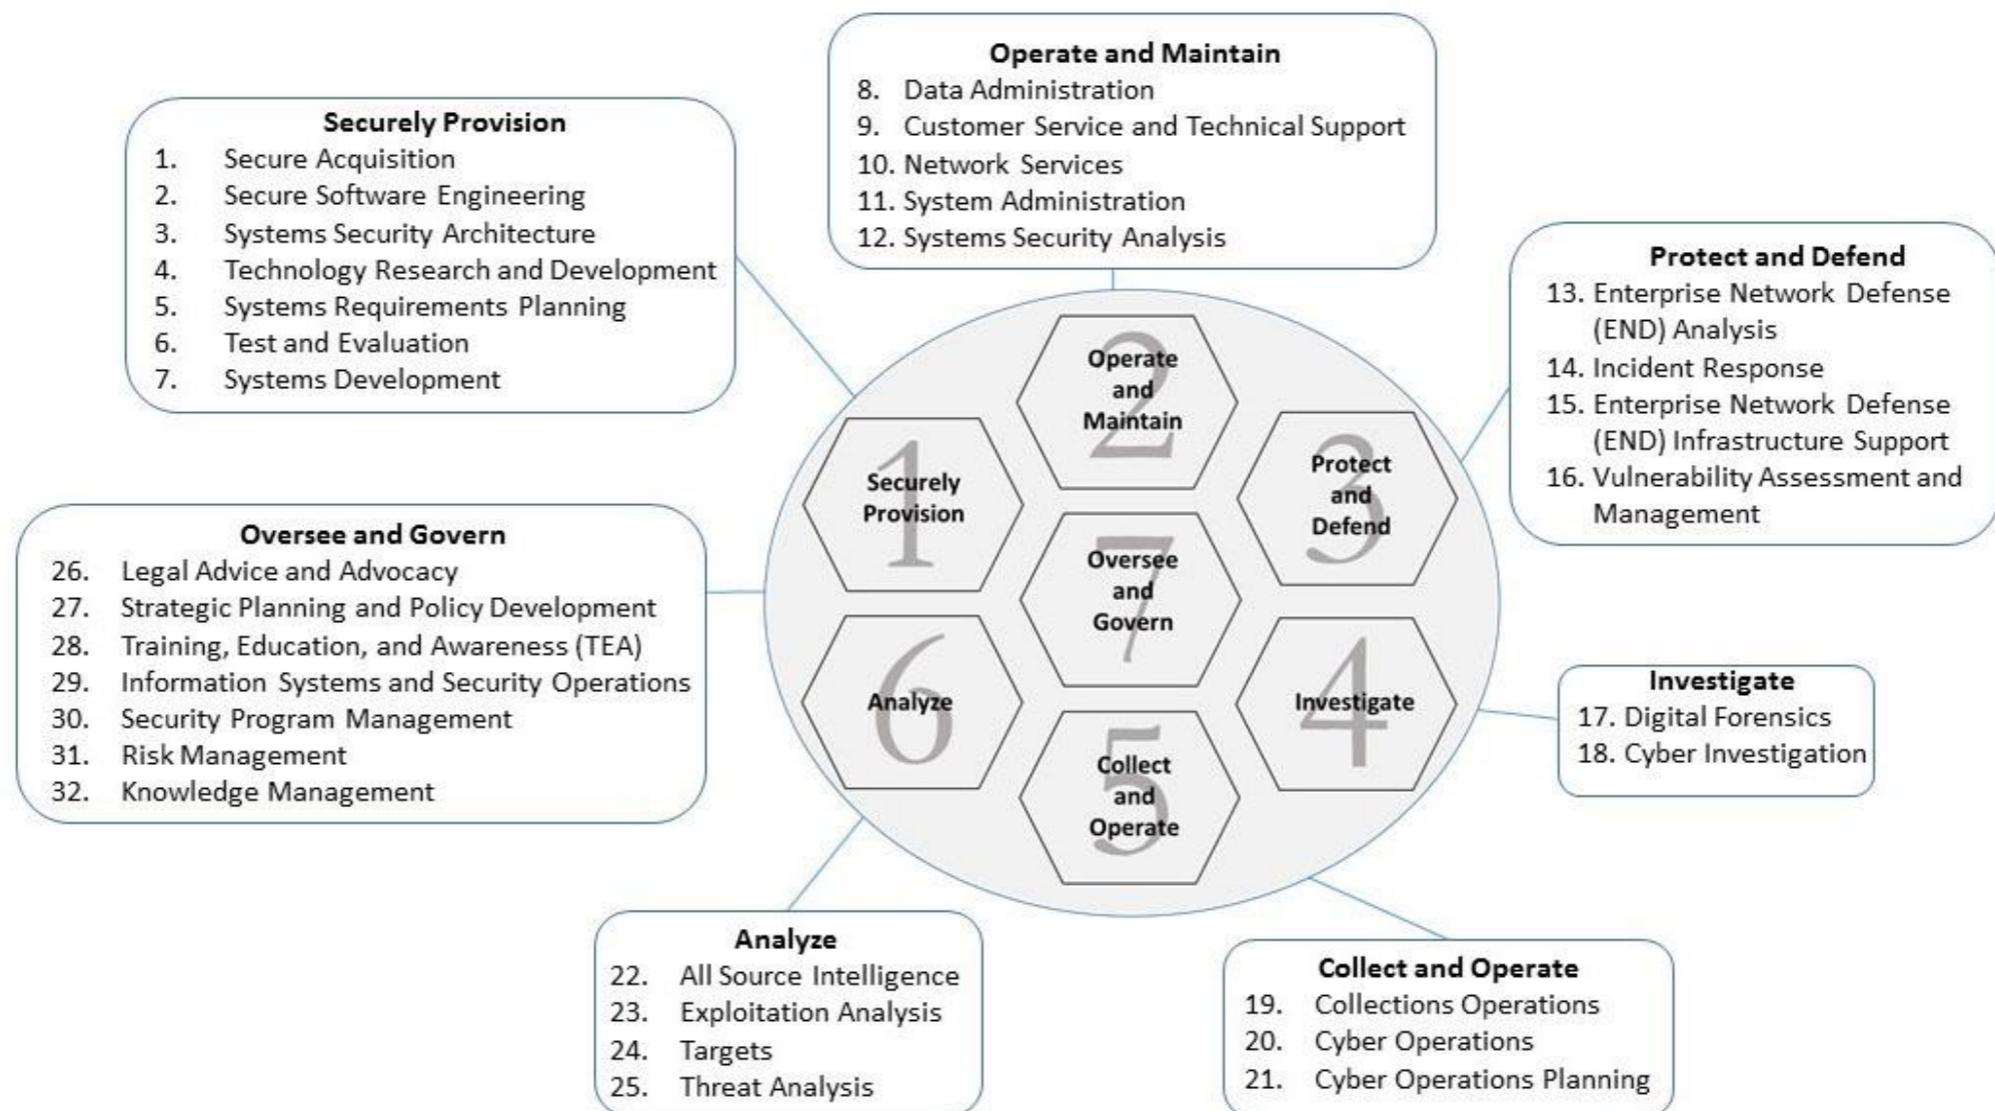 Operate and Maintain
8. Data Administration
9. Customer Service and Technical Support
10. Network Services
11. System Administration
12. Systems Security Analysis
Securely Provision
1. Secure Acquisition
2. Secure Software Engineering
3. Systems Security Architecture
4. Technology Research and Development
5. Systems Requirements Planning
6. Test and Evaluation
7. Systems Development
Protect and Defend
13. Enterprise Network Defense
(END) Analysis
14. Incident Response
15. Enterprise Network Defense
(END) Infrastructure Support
16. Vulnerability Assessment and
Management
2
Operate
and
Maintain
1
Securely
Provision
3
Protect
and
Defend
7
Oversee
and
Govern
6
Analyze
4
Investigate
5
Collect
and
Operate
Oversee and Govern
26. Legal Advice and Advocacy
27. Strategic Planning and Policy Development
28. Training, Education, and Awareness (TEA)
29. Information Systems and Security Operations
30. Security Program Management
31. Risk Management
32. Knowledge Management
Investigate
17. Digital Forensics
18. Cyber Investigation
Analyze
22. All Source Intelligence
23. Exploitation Analysis
24. Targets
25. Threat Analysis
Collect and Operate
19. Collections Operations
20. Cyber Operations
21. Cyber Operations Planning